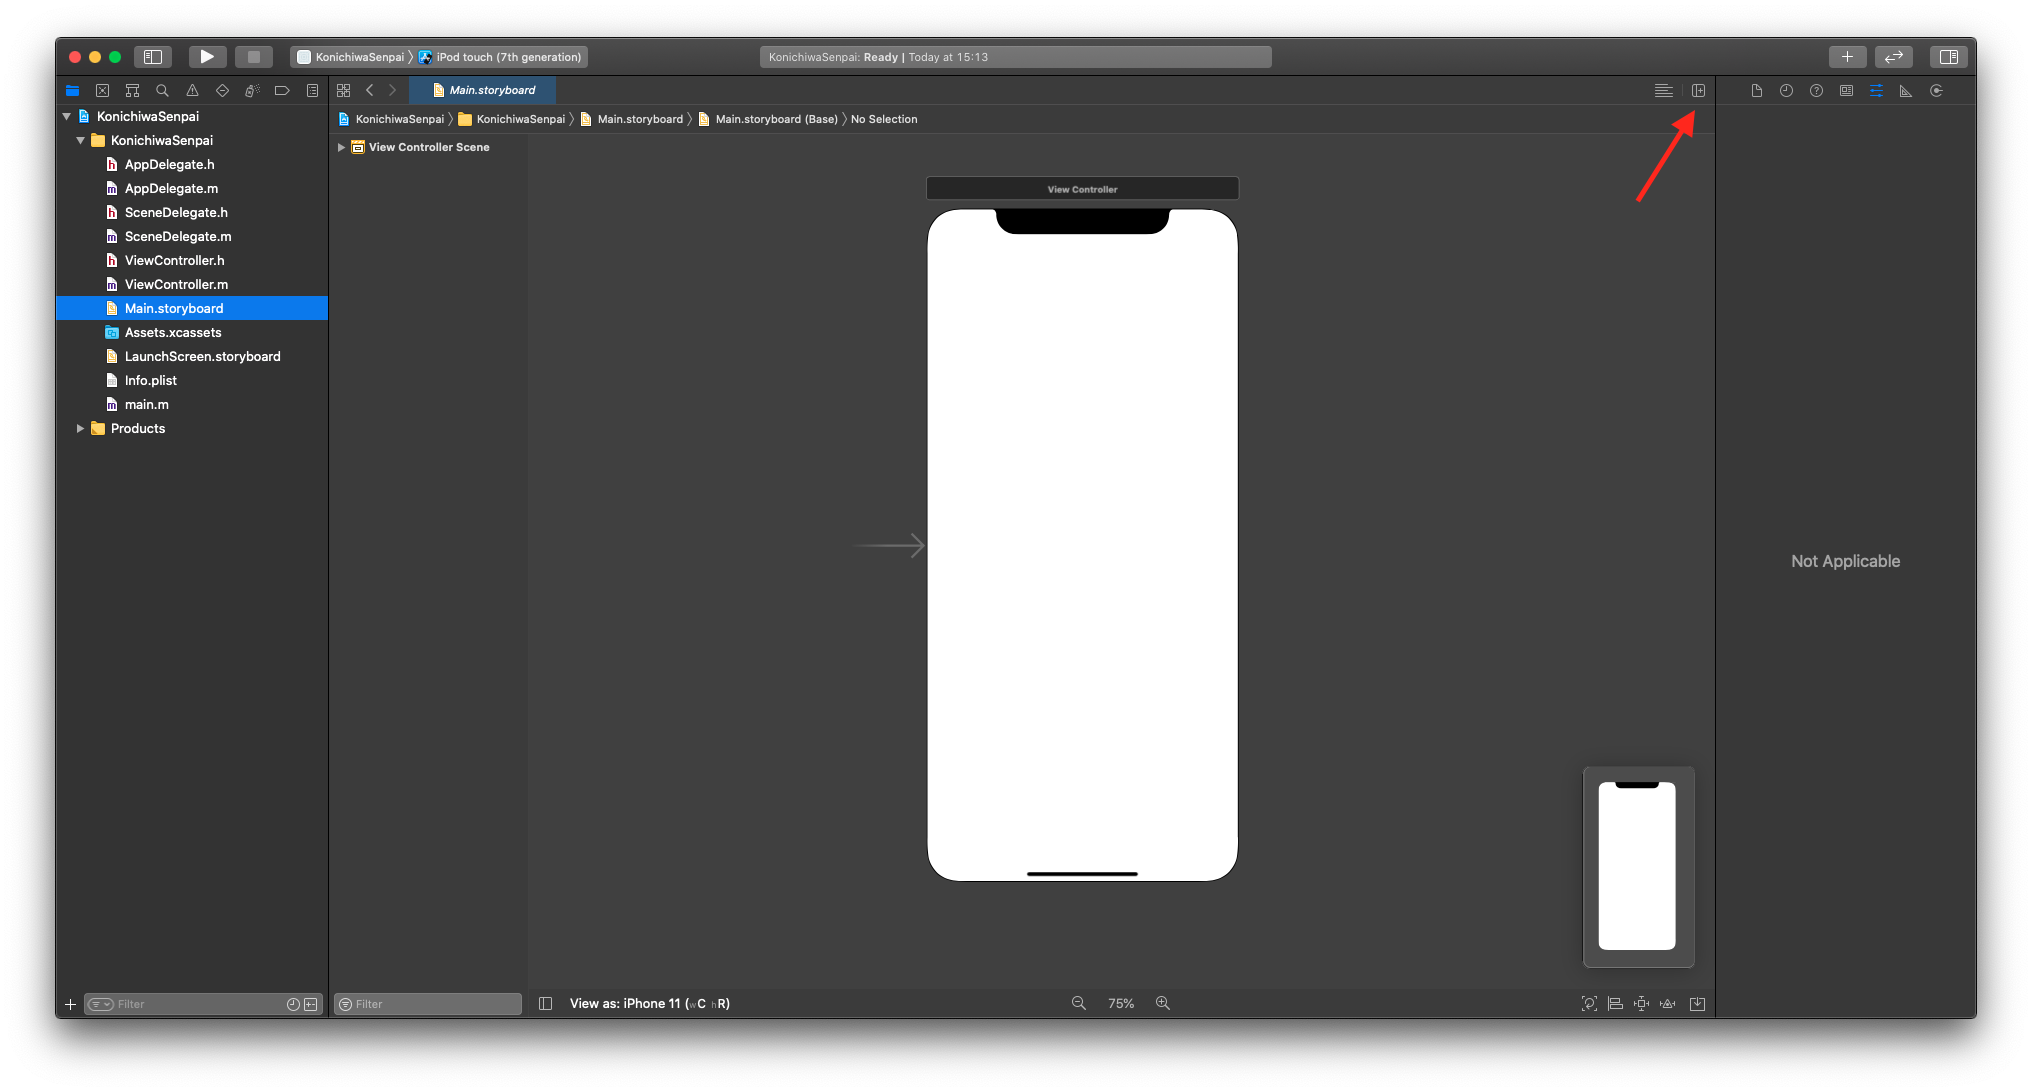 KonichiwaSenpai 〉 iPod touch (7th generation)
KonichiwaSenpai: Ready | Today at 15:13
Main.storyboard
KonichiwaSenpai 〉 KonichiwaSenpai 〉 Main.storyboard 〉 Main.storyboard (Base) 〉 No Selection
KonichiwaSenpai
KonichiwaSenpai
h AppDelegate.h
m AppDelegate.m
h SceneDelegate.h
m SceneDelegate.m
h ViewController.h
m ViewController.m
Main.storyboard
Assets.xcassets
LaunchScreen.storyboard
Info.plist
m main.m
Products
View Controller Scene
View Controller
Not Applicable
Filter
Filter
View as: iPhone 11 (wC hR)
75%